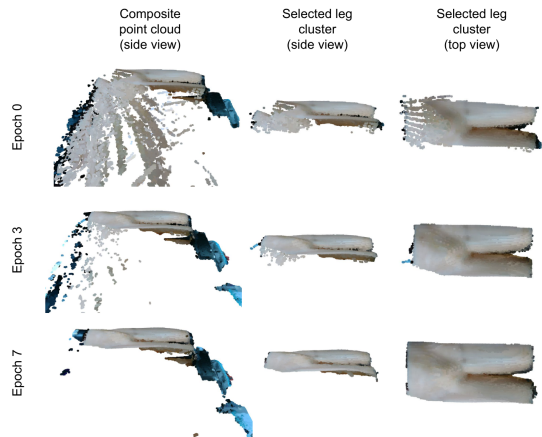 Composite
point cloud
(side view)
Selected leg
cluster
(side view)
Selected leg
cluster
(top view)
Epoch 0
Epoch 3
Epoch 7